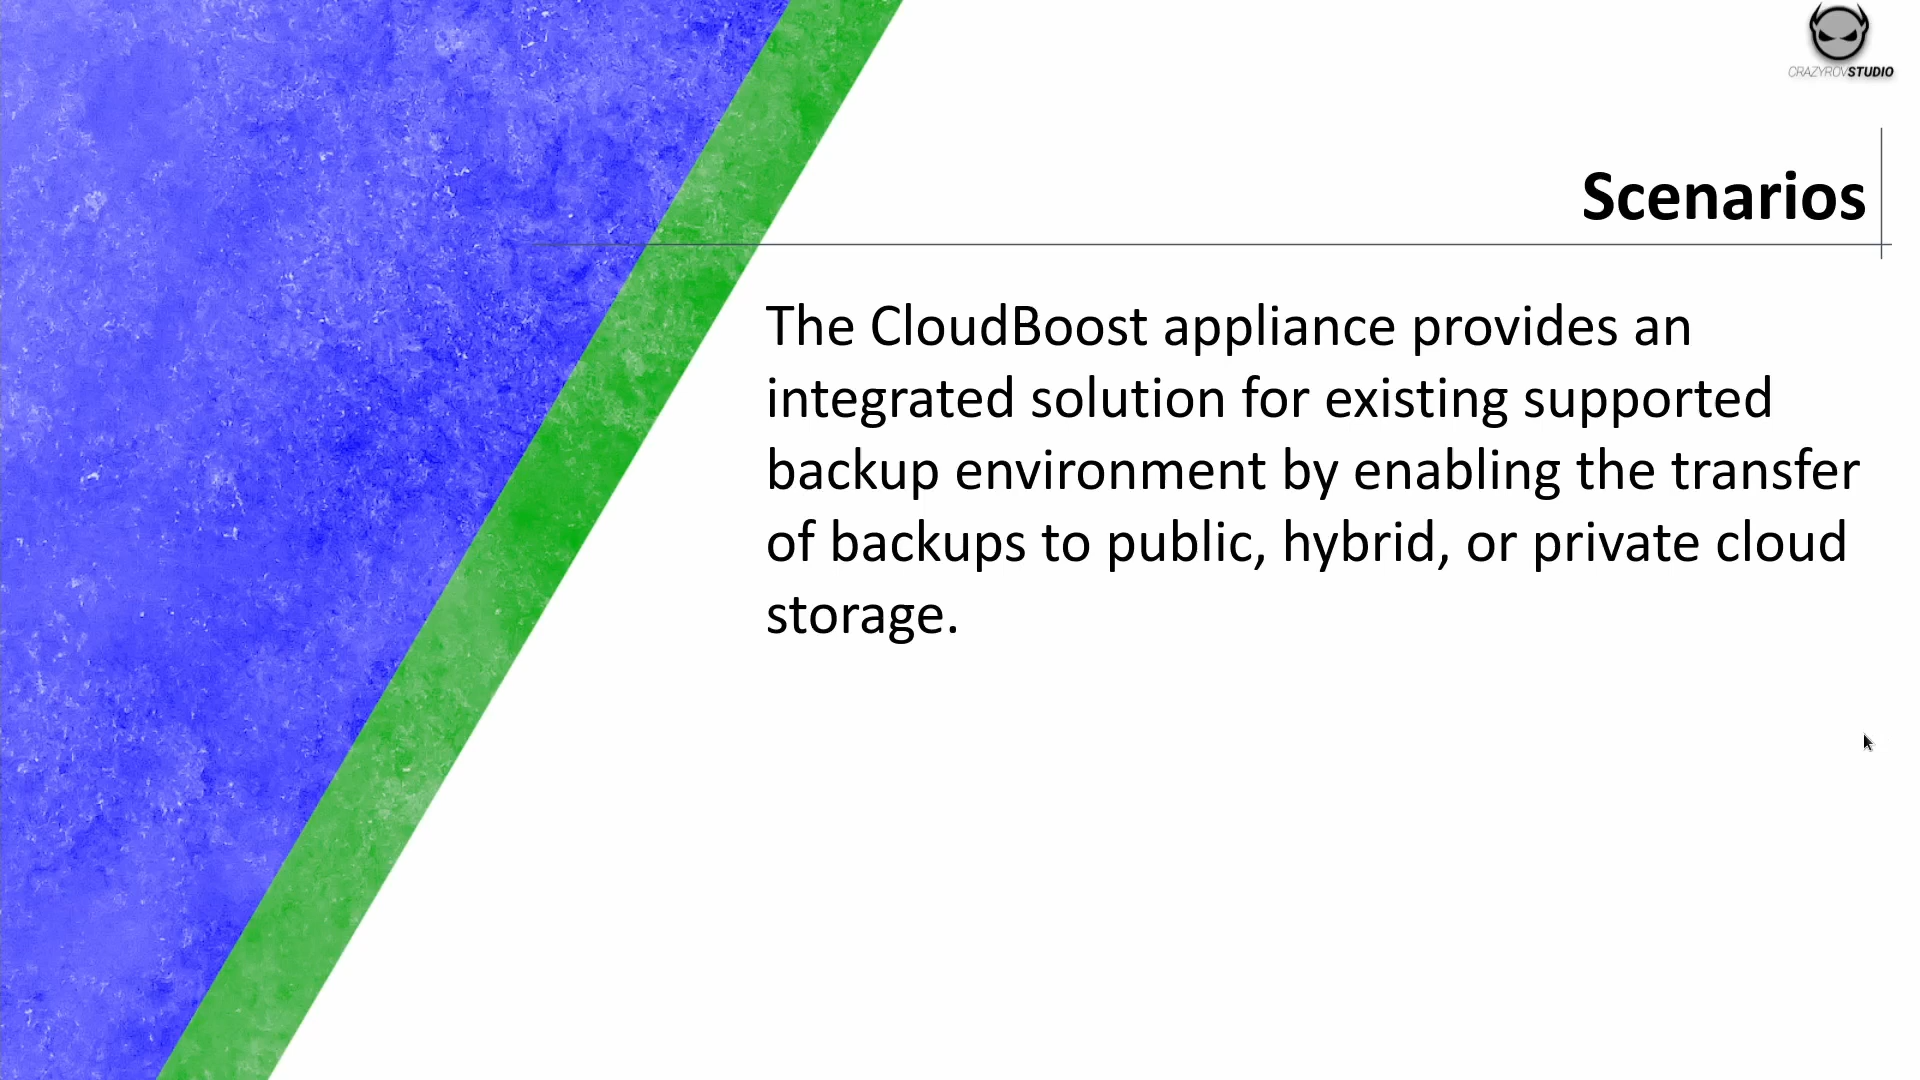 CRAZYROVSTUDIO
Scenarios
The CloudBoost appliance provides an
integrated solution for existing supported
backup environment by enabling the transfer
of backups to public, hybrid, or private cloud
storage.